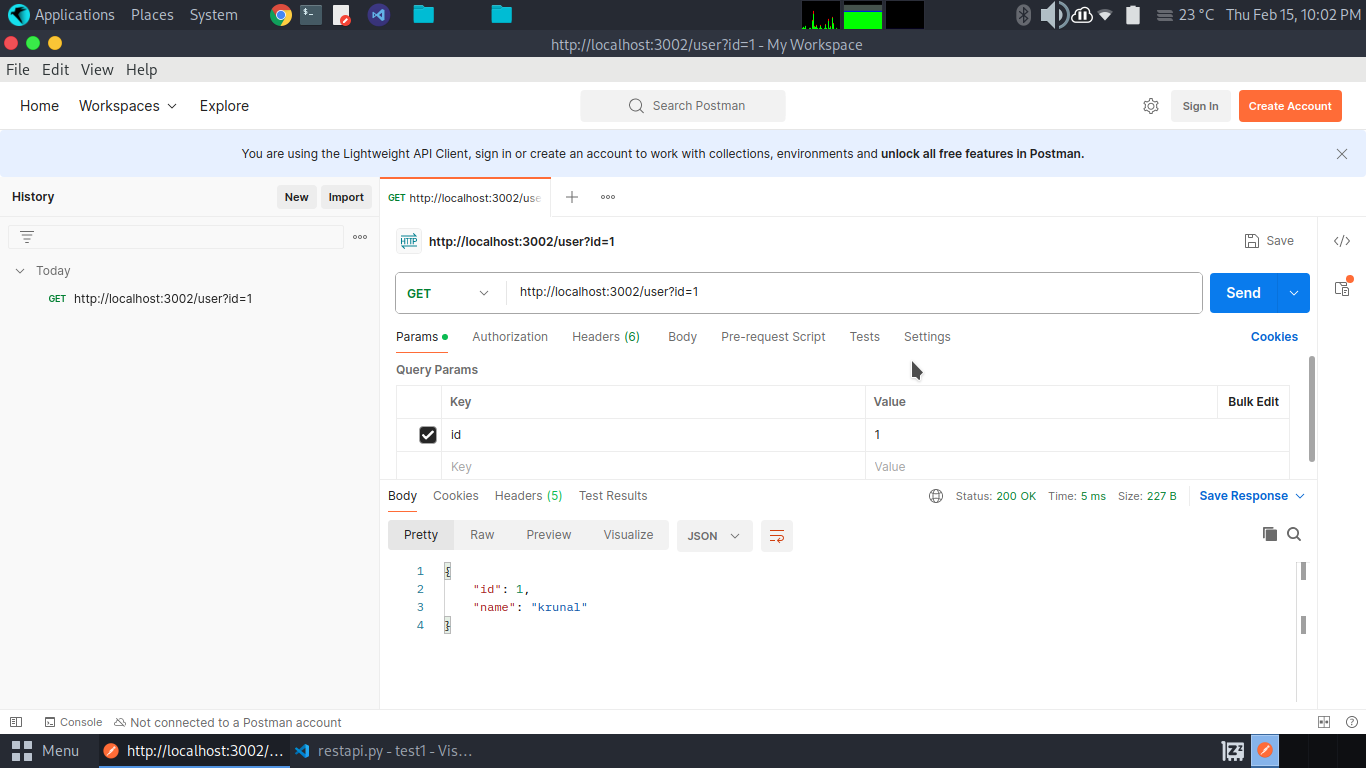 Applications Places System 23 °C Thu Feb 15, 10:02 PM
http://localhost:3002/user?id=1 - My Workspace
File Edit View Help
Home Workspaces Explore Search Postman Sign In Create Account
You are using the Lightweight API Client, sign in or create an account to work with collections, environments and unlock all free features in Postman.
History New Import
GET http://localhost:3002/use
Today
GET http://localhost:3002/user?id=1
HTTP http://localhost:3002/user?id=1 Save
GET http://localhost:3002/user?id=1 Send
Params Authorization Headers (6) Body Pre-request Script Tests Settings Cookies
Query Params
Key Value Bulk Edit
id 1
Key Value
Body Cookies Headers (5) Test Results Status: 200 OK Time: 5 ms Size: 227 B Save Response
Pretty Raw Preview Visualize JSON
1 {
2 "id": 1,
3 "name": "krunal"
4 }
Console Not connected to a Postman account
Menu http://localhost:3002/... restapi.py - test1 - Vis...